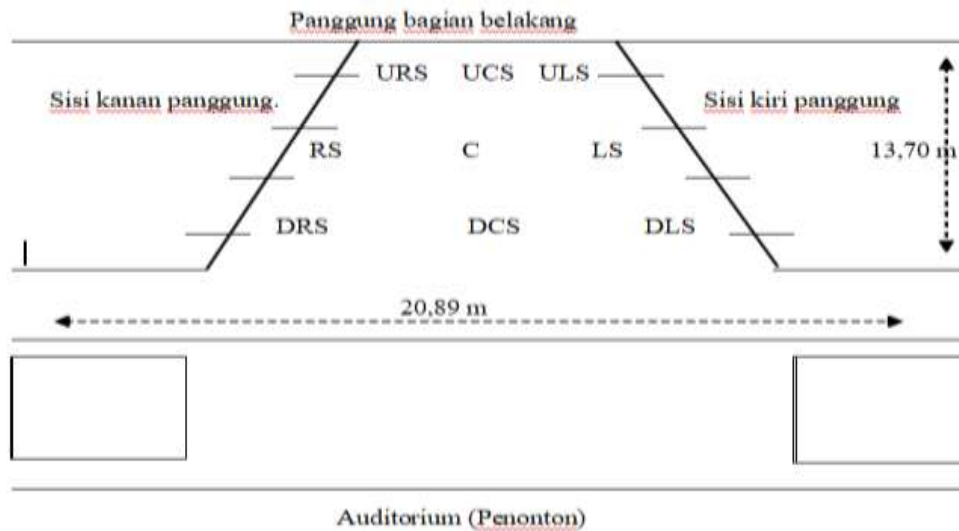 Panggung bagian belakang
URS UCS ULS
Sisi kanan panggung.
Sisi kiri panggung
RS C LS
13,70 m
DRS DCS DLS
20,89 m
Auditorium (Penonton)